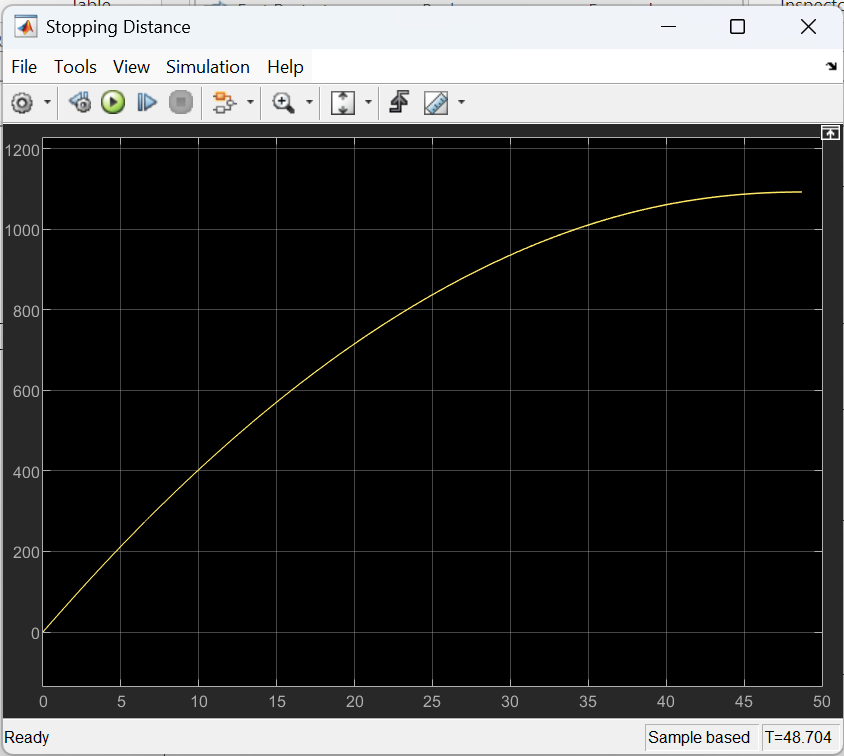 Stopping Distance
File Tools View Simulation Help
1200
1000
800
600
400
200
0
0 5 10 15 20 25 30 35 40 45 50
Ready Sample based T=48.704